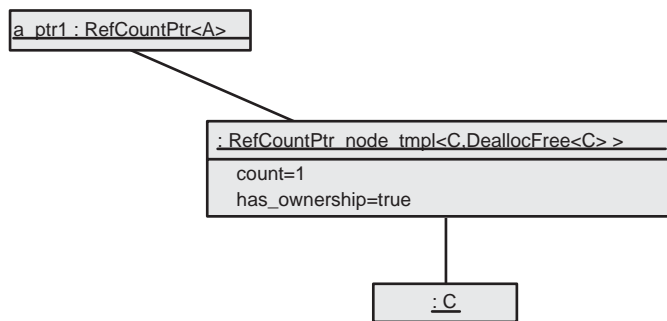 a_ptr1 : RefCountPtr<A>
: RefCountPtr_node_tmpl<C,DeallocFree<C> >
count=1
has_ownership=true
: C